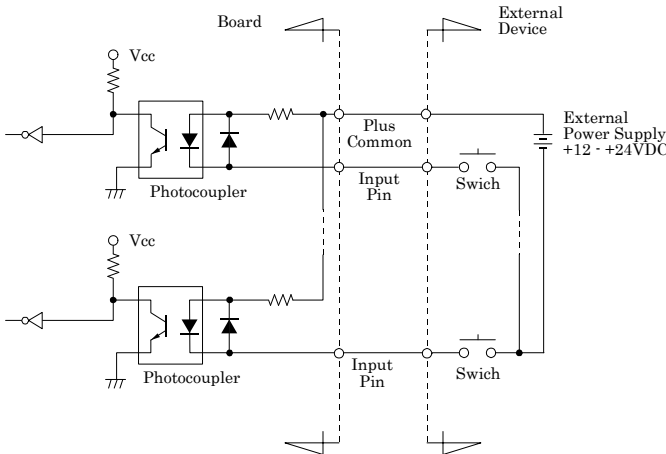 Board
External
Device
Vcc
Plus
Common
External
Power Supply
+12 - +24VDC
Photocoupler
Input
Pin
Swich
Vcc
Photocoupler
Input
Pin
Swich